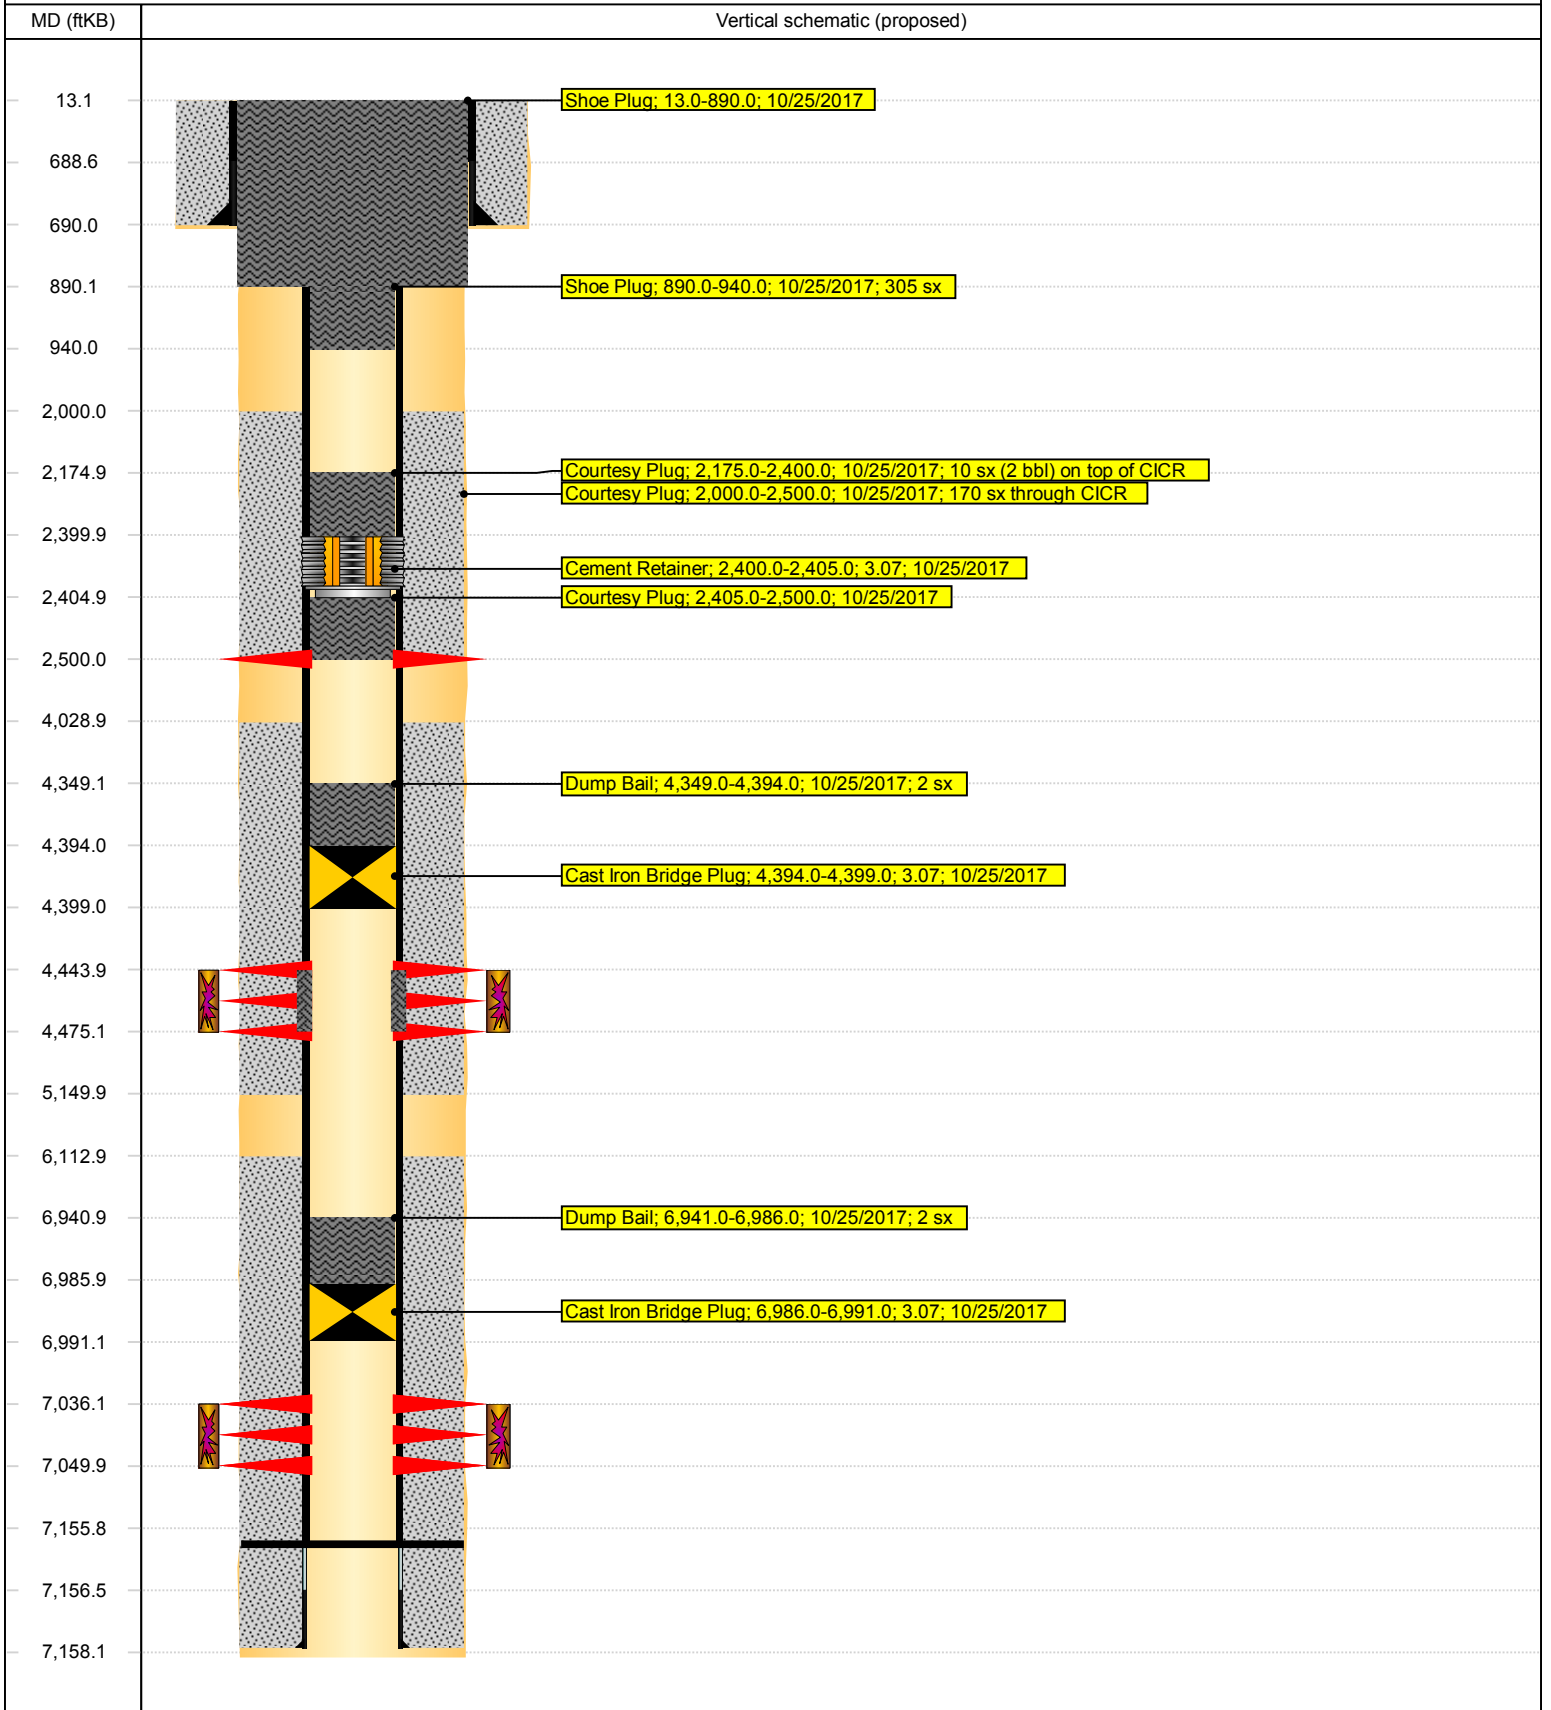 MD (ftKB)
Vertical schematic (proposed)
13.1
Shoe Plug; 13.0-890.0; 10/25/2017
688.6
690.0
890.1
Shoe Plug; 890.0-940.0; 10/25/2017; 305 sx
940.0
2,000.0
2,174.9
Courtesy Plug; 2,175.0-2,400.0; 10/25/2017; 10 sx (2 bbl) on top of CICR
Courtesy Plug; 2,000.0-2,500.0; 10/25/2017; 170 sx through CICR
2,399.9
Cement Retainer; 2,400.0-2,405.0; 3.07; 10/25/2017
2,404.9
Courtesy Plug; 2,405.0-2,500.0; 10/25/2017
2,500.0
4,028.9
4,349.1
Dump Bail; 4,349.0-4,394.0; 10/25/2017; 2 sx
4,394.0
Cast Iron Bridge Plug; 4,394.0-4,399.0; 3.07; 10/25/2017
4,399.0
4,443.9
4,475.1
5,149.9
6,112.9
6,940.9
Dump Bail; 6,941.0-6,986.0; 10/25/2017; 2 sx
6,985.9
Cast Iron Bridge Plug; 6,986.0-6,991.0; 3.07; 10/25/2017
6,991.1
7,036.1
7,049.9
7,155.8
7,156.5
7,158.1